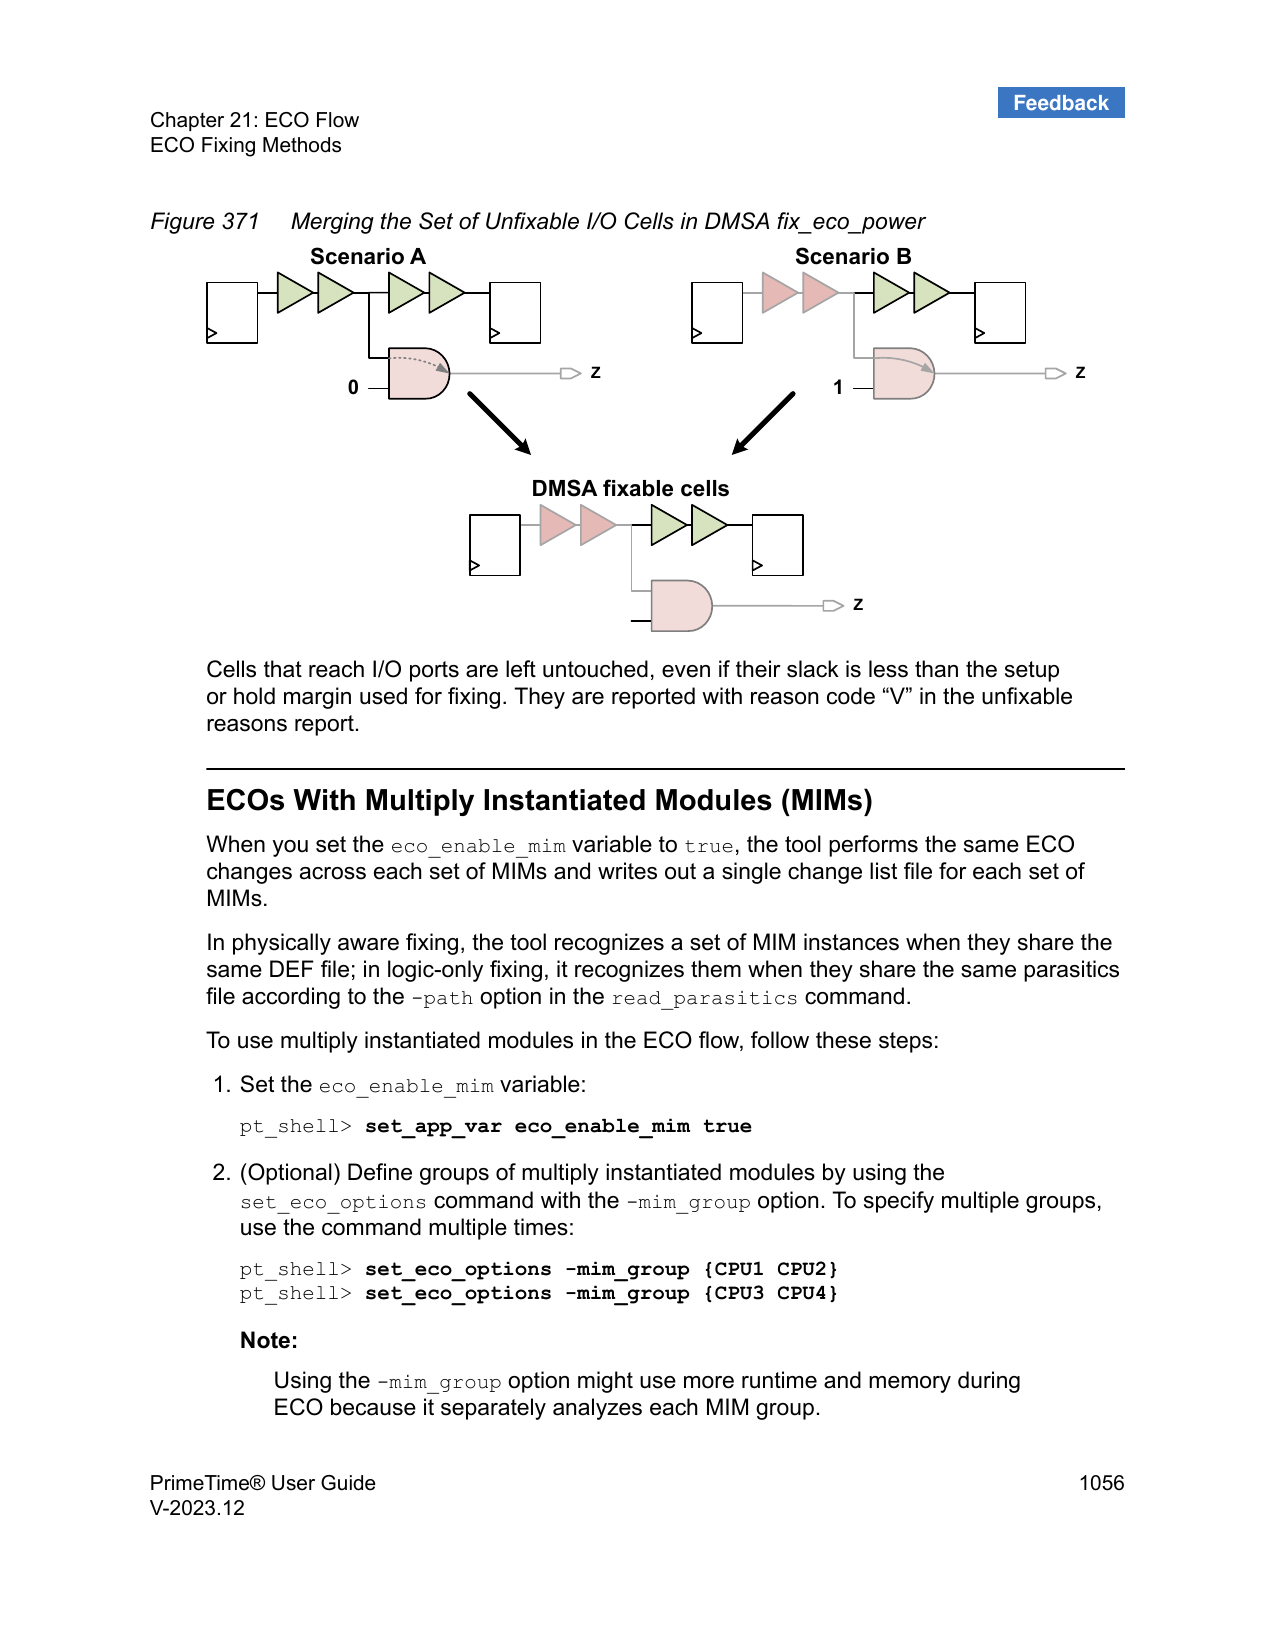 Feedback
Chapter 21: ECO Flow
ECO Fixing Methods
Figure 371 Merging the Set of Unfixable I/O Cells in DMSA fix_eco_power
Scenario A
Scenario B
0
z
1
z
DMSA fixable cells
z
Cells that reach I/O ports are left untouched, even if their slack is less than the setup
or hold margin used for fixing. They are reported with reason code “V” in the unfixable
reasons report.
ECOs With Multiply Instantiated Modules (MIMs)
When you set the eco_enable_mim variable to true, the tool performs the same ECO
changes across each set of MIMs and writes out a single change list file for each set of
MIMs.
In physically aware fixing, the tool recognizes a set of MIM instances when they share the
same DEF file; in logic-only fixing, it recognizes them when they share the same parasitics
file according to the -path option in the read_parasitics command.
To use multiply instantiated modules in the ECO flow, follow these steps:
1. Set the eco_enable_mim variable:
pt_shell> set_app_var eco_enable_mim true
2. (Optional) Define groups of multiply instantiated modules by using the
set_eco_options command with the -mim_group option. To specify multiple groups,
use the command multiple times:
pt_shell> set_eco_options -mim_group {CPU1 CPU2}
pt_shell> set_eco_options -mim_group {CPU3 CPU4}
Note:
Using the -mim_group option might use more runtime and memory during
ECO because it separately analyzes each MIM group.
PrimeTime® User Guide
1056
V-2023.12